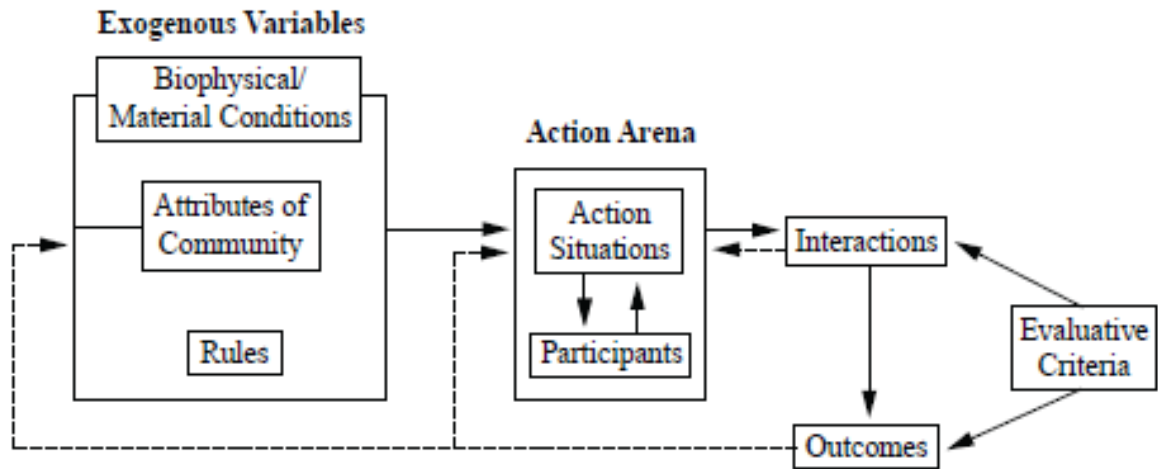 Exogenous Variables
Biophysical/
Material Conditions
Attributes of
Community
Rules
Action Arena
Action
Situations
Participants
Interactions
Evaluative
Criteria
Outcomes